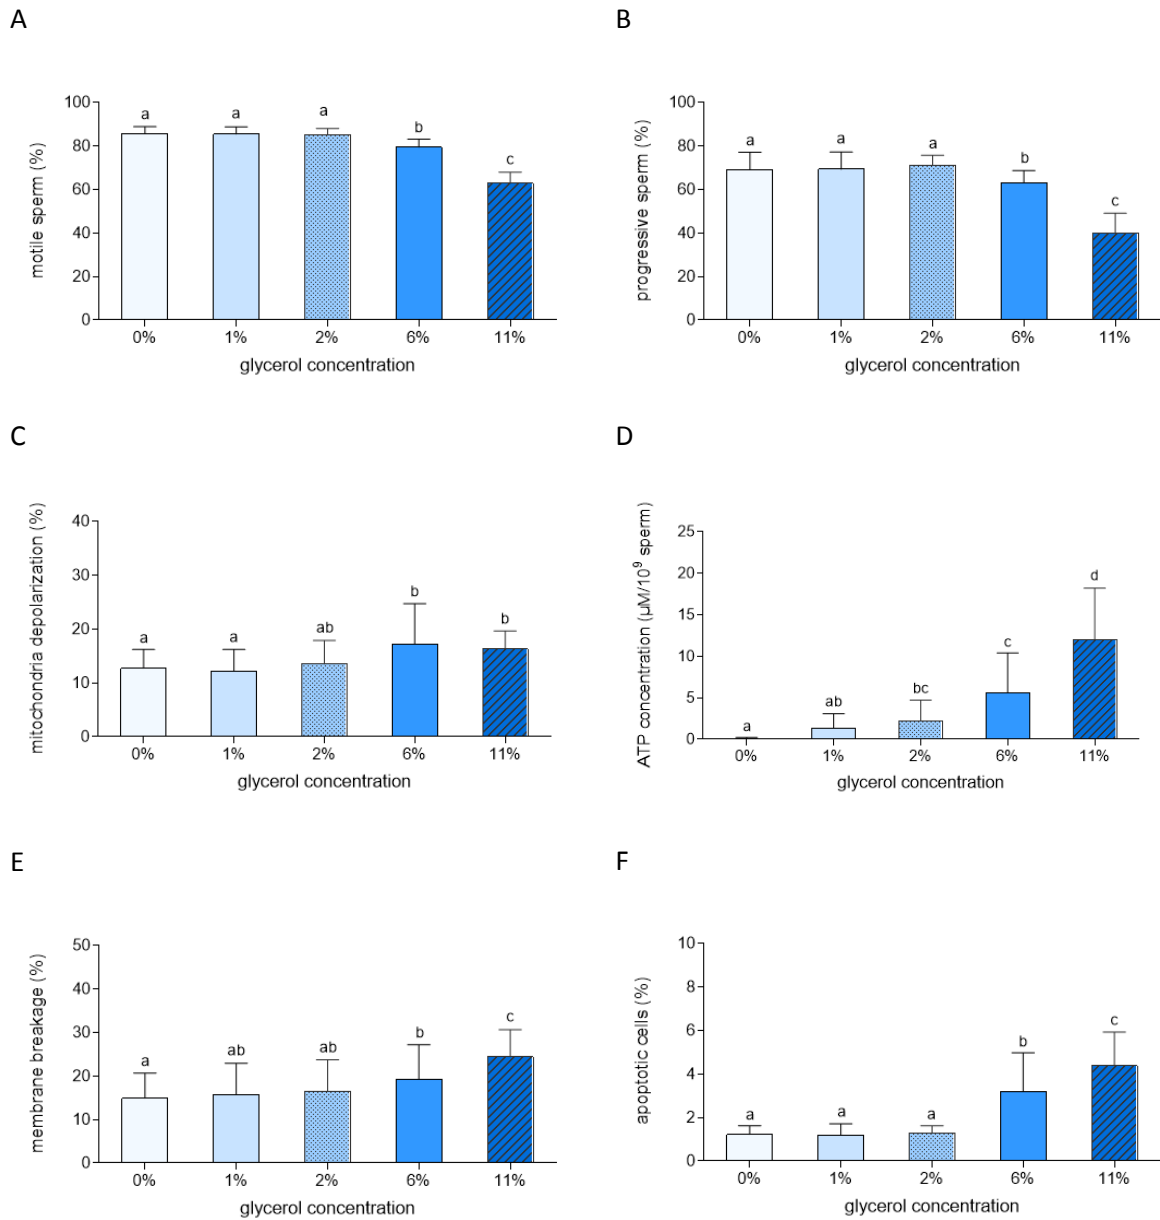 A
motile sperm (%)
100
80
60
40
20
0
a
a
a
b
c
0% 1% 2% 6% 11%
glycerol concentration
B
progressive sperm (%)
100
80
60
40
20
0
a
a
a
b
c
0% 1% 2% 6% 11%
glycerol concentration
C
mitochondria depolarization (%)
40
30
20
10
0
a
a
ab
b
b
0% 1% 2% 6% 11%
glycerol concentration
D
ATP concentration (µM/10⁹ sperm)
25
20
15
10
5
0
a
ab
bc
c
d
0% 1% 2% 6% 11%
glycerol concentration
E
membrane breakage (%)
50
40
30
20
10
0
a
ab
ab
b
c
0% 1% 2% 6% 11%
glycerol concentration
F
apoptotic cells (%)
10
8
6
4
2
0
a
a
a
b
c
0% 1% 2% 6% 11%
glycerol concentration